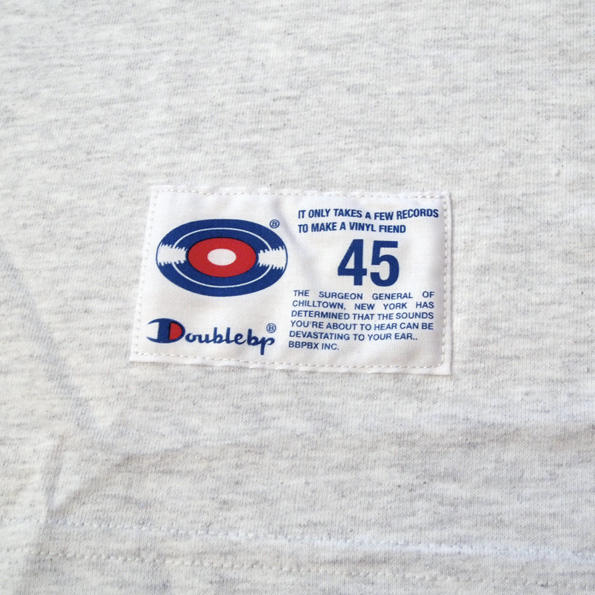 ®
IT ONLY TAKES A FEW RECORDS
TO MAKE A VINYL FIEND
45
THE SURGEON GENERAL OF
CHILLTOWN, NEW YORK HAS
DETERMINED THAT THE SOUNDS
YOU'RE ABOUT TO HEAR CAN BE
DEVASTATING TO YOUR EAR..
BBPBX INC.
Doublebp®